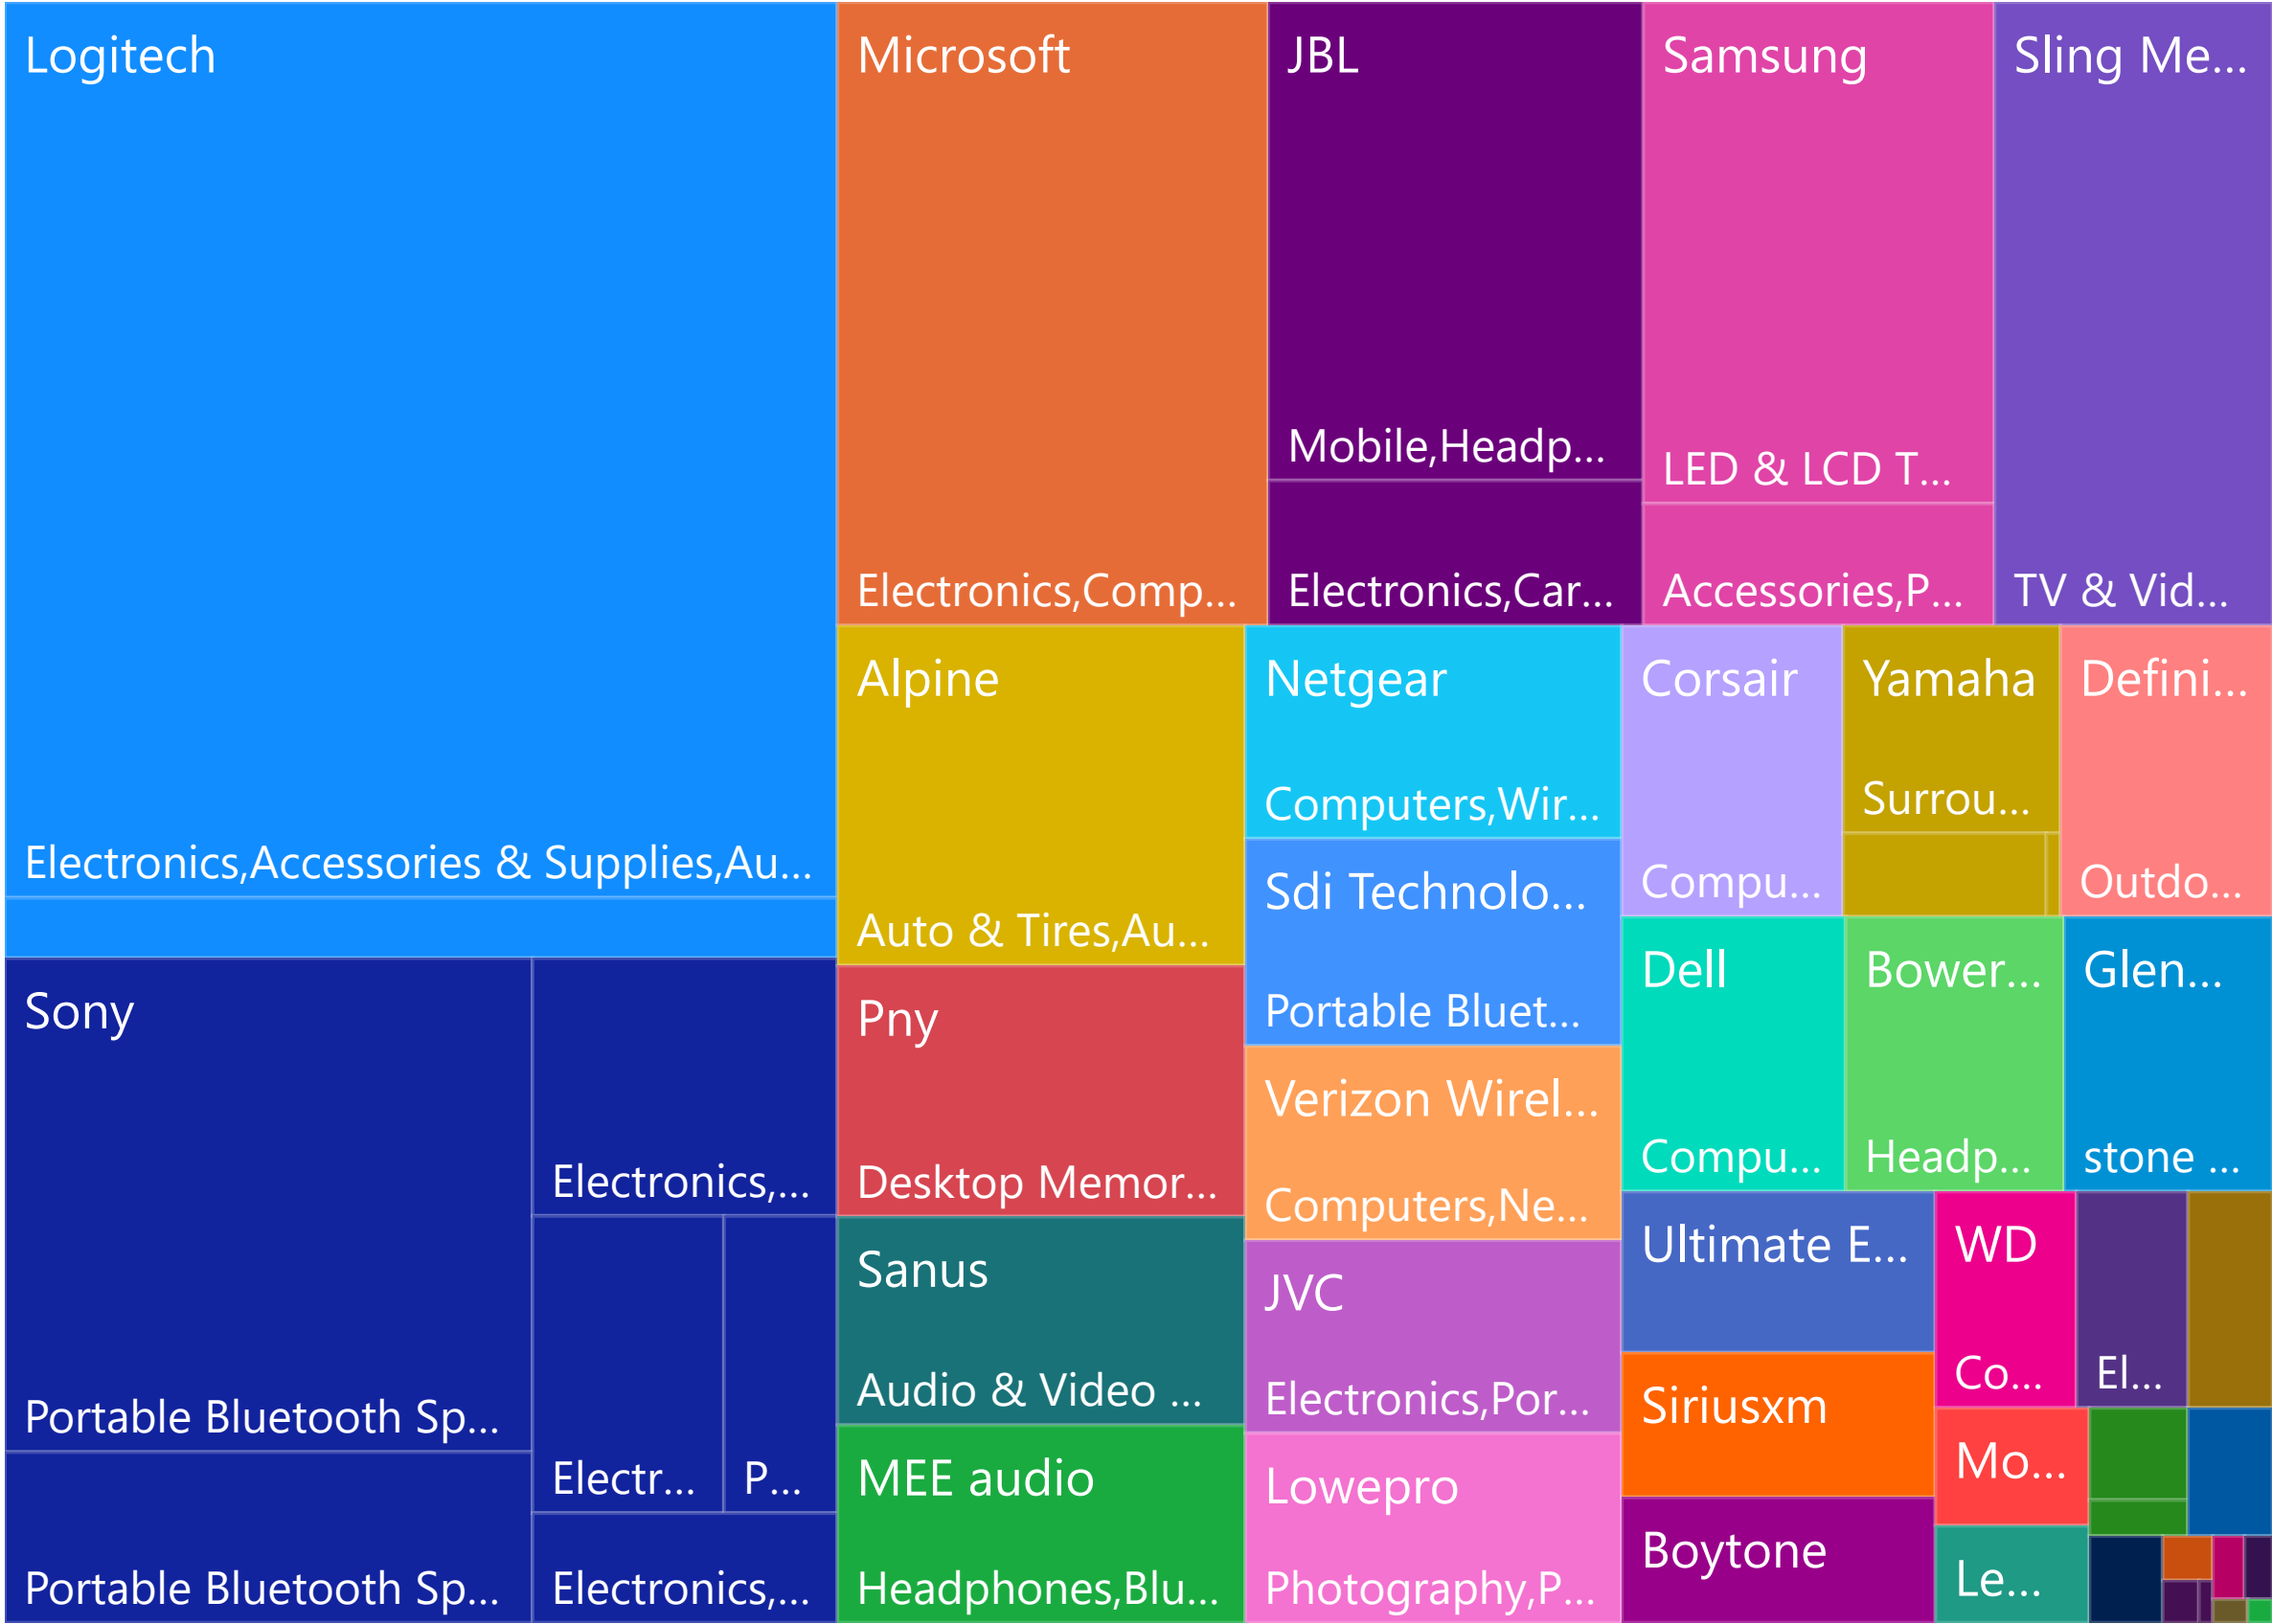 Logitech
Electronics,Accessories & Supplies,Au...
Sony
Portable Bluetooth Sp...
Portable Bluetooth Sp...
Electronics,...
Electr...
P...
Electronics,...
Microsoft
Electronics,Comp...
JBL
Mobile,Headp...
Electronics,Car...
Samsung
LED & LCD T...
Accessories,P...
Sling Me...
TV & Vid...
Alpine
Auto & Tires,Au...
Pny
Desktop Memor...
Sanus
Audio & Video ...
MEE audio
Headphones,Blu...
Netgear
Computers,Wir...
Sdi Technolo...
Portable Bluet...
Verizon Wirel...
Computers,Ne...
JVC
Electronics,Por...
Lowepro
Photography,P...
Corsair
Compu...
Yamaha
Surrou...
Defini...
Outdo...
Dell
Compu...
Bower...
Headp...
Glen...
stone ...
Ultimate E...
Siriusxm
Boytone
WD
Co...
El...
Mo...
Le...